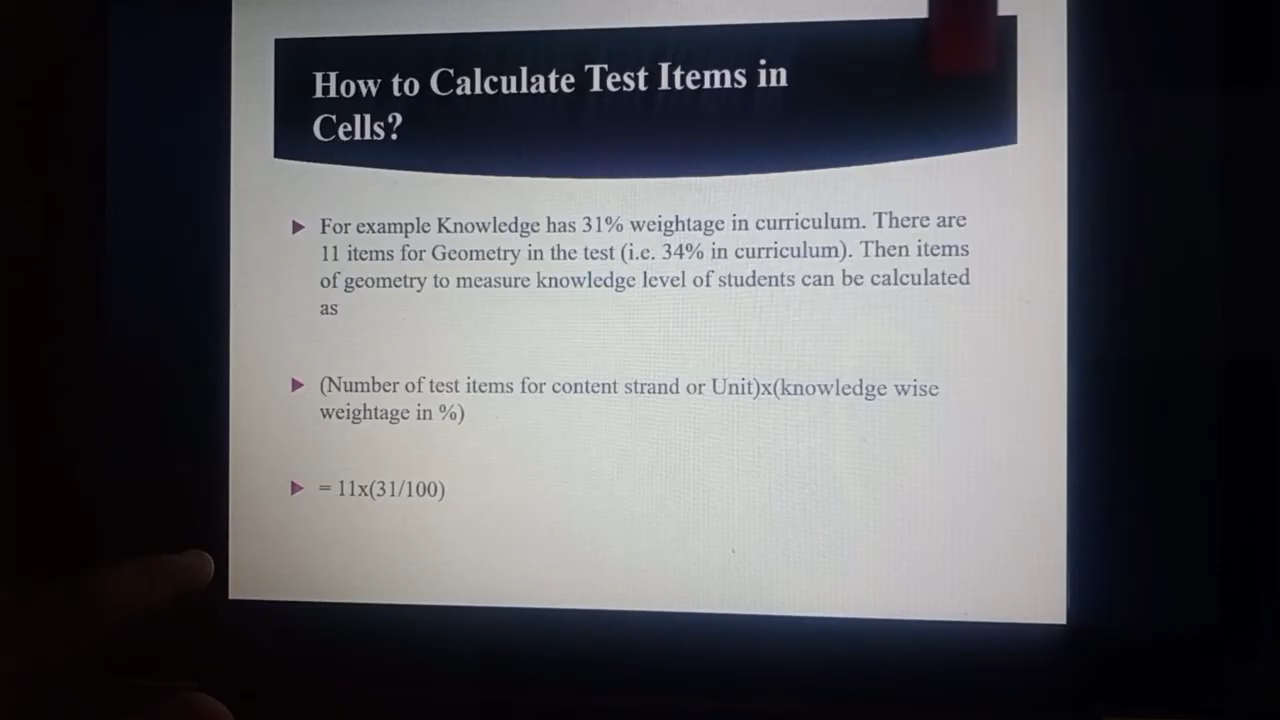 How to Calculate Test Items in
Cells?
For example Knowledge has 31% weightage in curriculum. There are
11 items for Geometry in the test (i.e. 34% in curriculum). Then items
of geometry to measure knowledge level of students can be calculated
as
(Number of test items for content strand or Unit)x(knowledge wise
weightage in %)
= 11x(31/100)